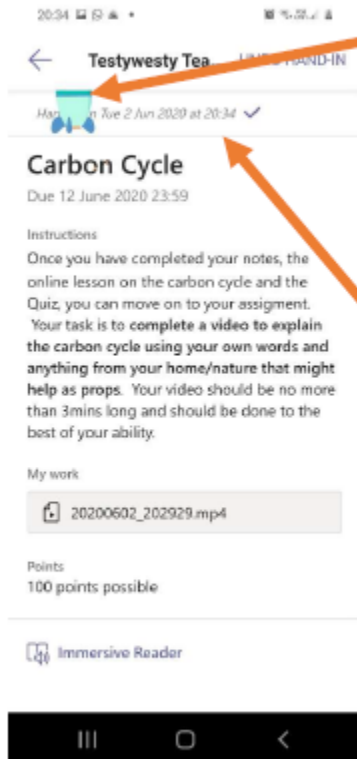 20:34
Testywesty Tea... UNDO HAND-IN
Tue 2 Jun 2020 at 20:34
Carbon Cycle
Due 12 June 2020 23:59
Instructions
Once you have completed your notes, the
online lesson on the carbon cycle and the
Quiz, you can move on to your assigment.
Your task is to complete a video to explain
the carbon cycle using your own words and
anything from your home/nature that might
help as props. Your video should be no more
than 3mins long and should be done to the
best of your ability.
My work
20200602_202929.mp4
Points
100 points possible
Immersive Reader